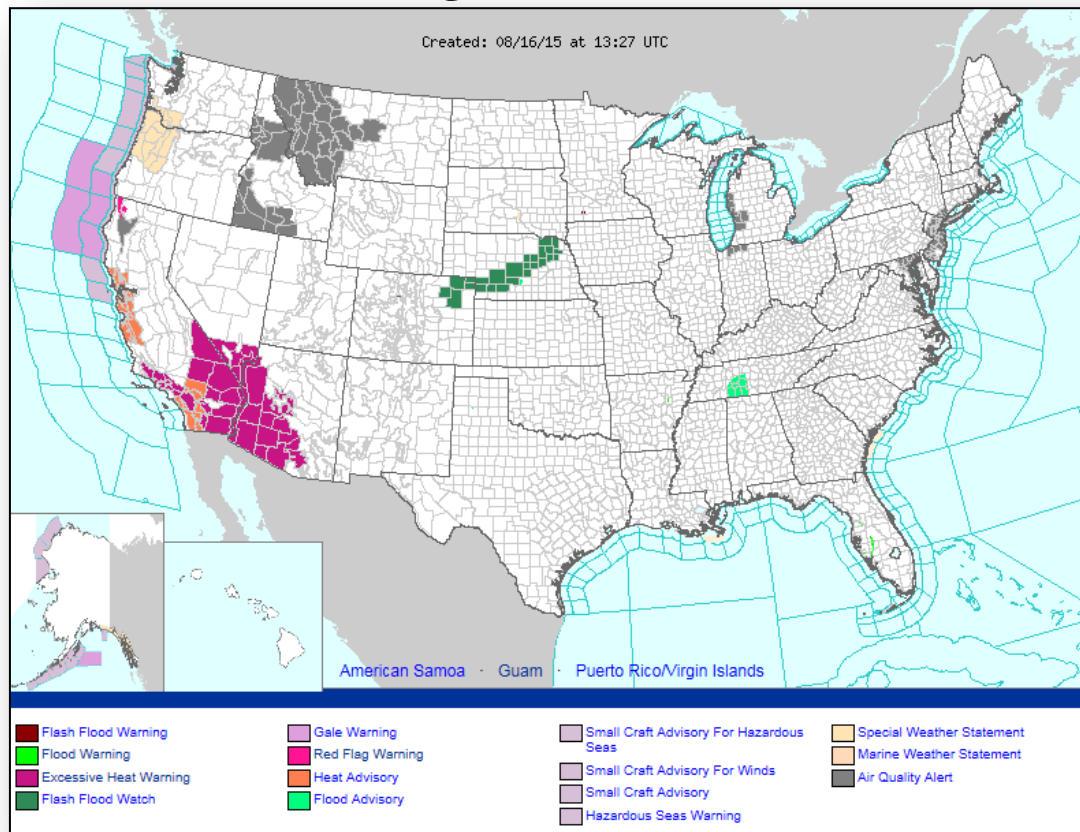 Created: 08/16/15 at 13:27 UTC
American Samoa · Guam · Puerto Rico/Virgin Islands
Flash Flood Warning
Flood Warning
Excessive Heat Warning
Flash Flood Watch
Gale Warning
Red Flag Warning
Heat Advisory
Flood Advisory
Small Craft Advisory For Hazardous
Seas
Small Craft Advisory For Winds
Small Craft Advisory
Hazardous Seas Warning
Special Weather Statement
Marine Weather Statement
Air Quality Alert